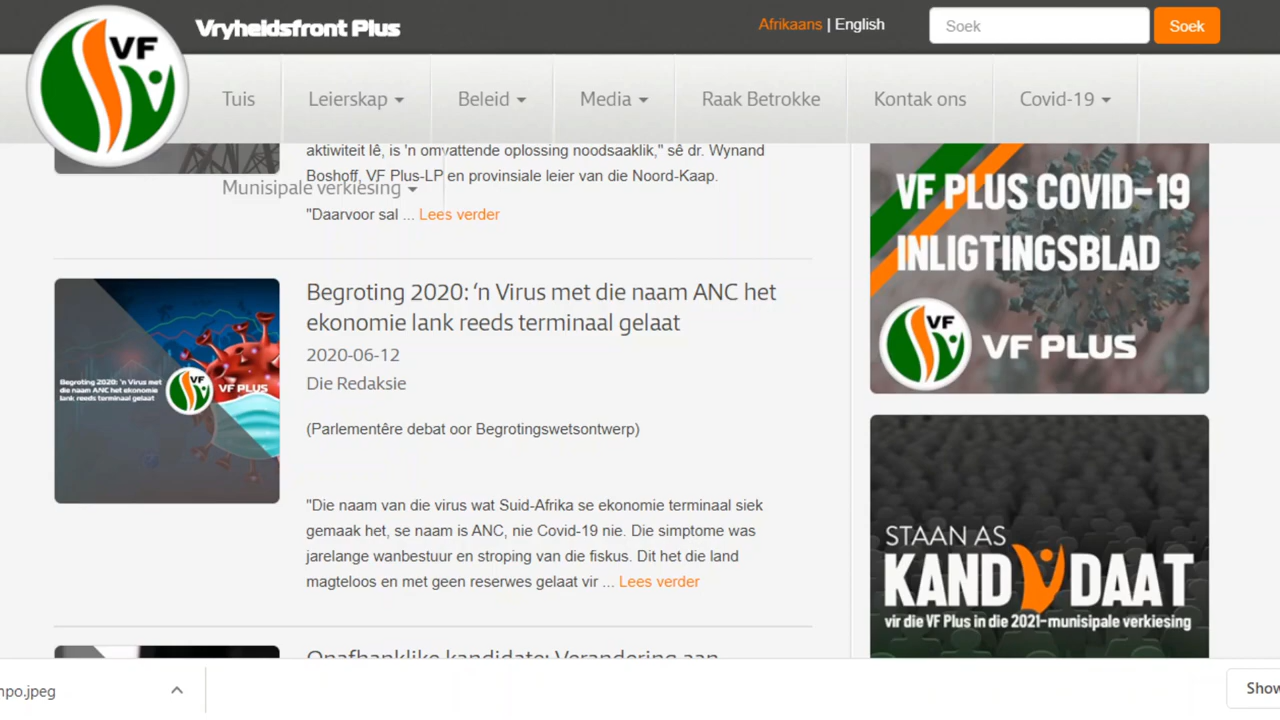 VF
Vryheidsfront Plus
Afrikaans | English
Soek
Soek
Tuis
Leierskap
Beleid
Media
Raak Betrokke
Kontak ons
Covid-19
Munisipale verkiesing
aktiwiteit lê, is 'n omvattende oplossing noodsaaklik," sê dr. Wynand
Boshoff, VF Plus-LP en provinsiale leier van die Noord-Kaap.
"Daarvoor sal ... Lees verder
Begroting 2020: ‘n Virus met die naam ANC het
ekonomie lank reeds terminaal gelaat
2020-06-12
Die Redaksie
(Parlementêre debat oor Begrotingswetsontwerp)
"Die naam van die virus wat Suid-Afrika se ekonomie terminaal siek
gemaak het, se naam is ANC, nie Covid-19 nie. Die simptome was
jarelange wanbestuur en stroping van die fiskus. Dit het die land
magteloos en met geen reserwes gelaat vir ... Lees verder
Begroting 2020: 'n Virus met
die naam ANC het ekonomie
lank reeds terminaal gelaat
VF
VF PLUS
Onafhanklike kandidate: Verandering aan
VF PLUS COVID-19
INLIGTINGSBLAD
VF
VF PLUS
STAAN AS
KANDIDAAT
vir die VF Plus in die 2021-munisipale verkiesing
mpo.jpeg
Show